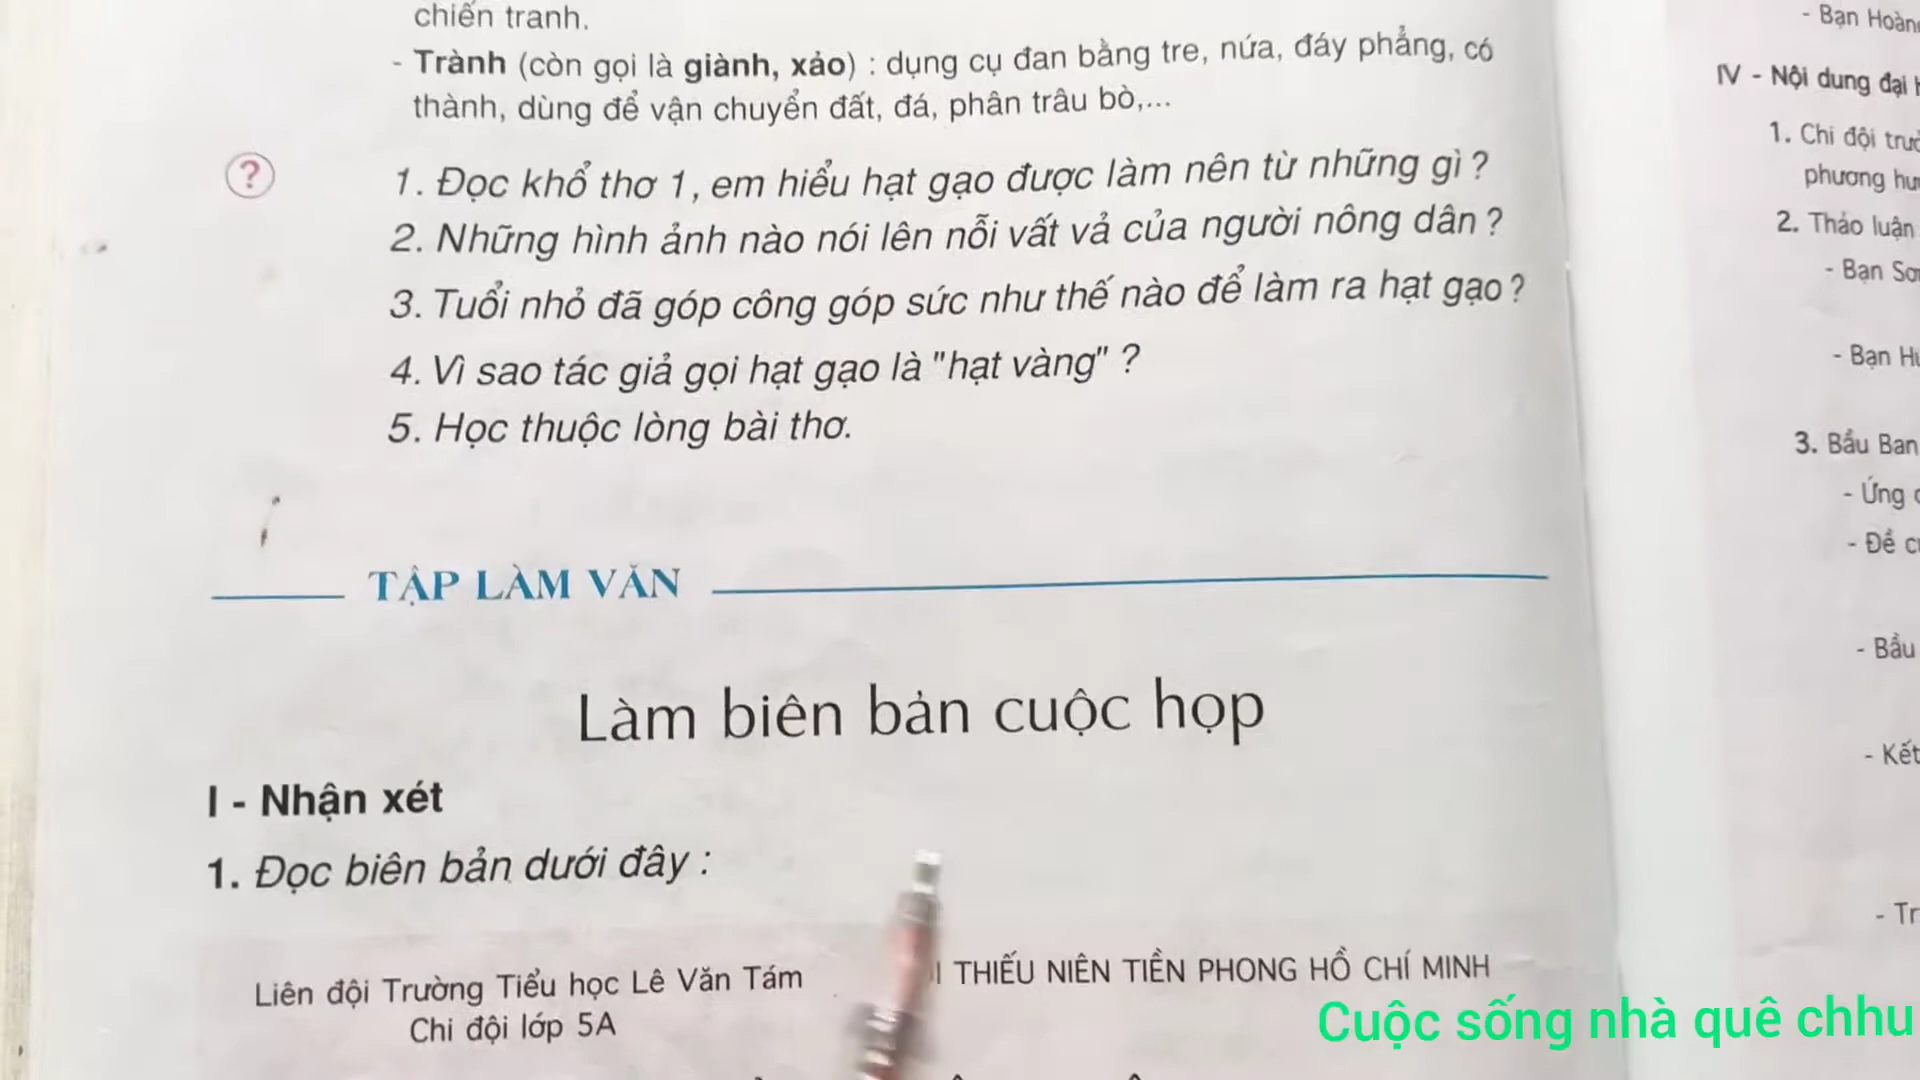 chiến tranh.
- Trành (còn gọi là giành, xảo) : dụng cụ đan bằng tre, nứa, đáy phẳng, có
thành, dùng để vận chuyển đất, đá, phân trâu bò,...
?
1. Đọc khổ thơ 1, em hiểu hạt gạo được làm nên từ những gì ?
2. Những hình ảnh nào nói lên nỗi vất vả của người nông dân ?
3. Tuổi nhỏ đã góp công góp sức như thế nào để làm ra hạt gạo ?
4. Vì sao tác giả gọi hạt gạo là "hạt vàng" ?
5. Học thuộc lòng bài thơ.
TẬP LÀM VĂN
Làm biên bản cuộc họp
I - Nhận xét
1. Đọc biên bản dưới đây :
Liên đội Trường Tiểu học Lê Văn Tám
Chi đội lớp 5A
THIẾU NIÊN TIỀN PHONG HỒ CHÍ MINH
- Bạn
IV - Nội dung đại
1. Chi đội
phương
2. Thảo luận
- Bạn
- Bạn
3. Bầu Ban
- Ứng
- Đề
- Bầu
- Kết
Cuộc sống nhà quê chhu